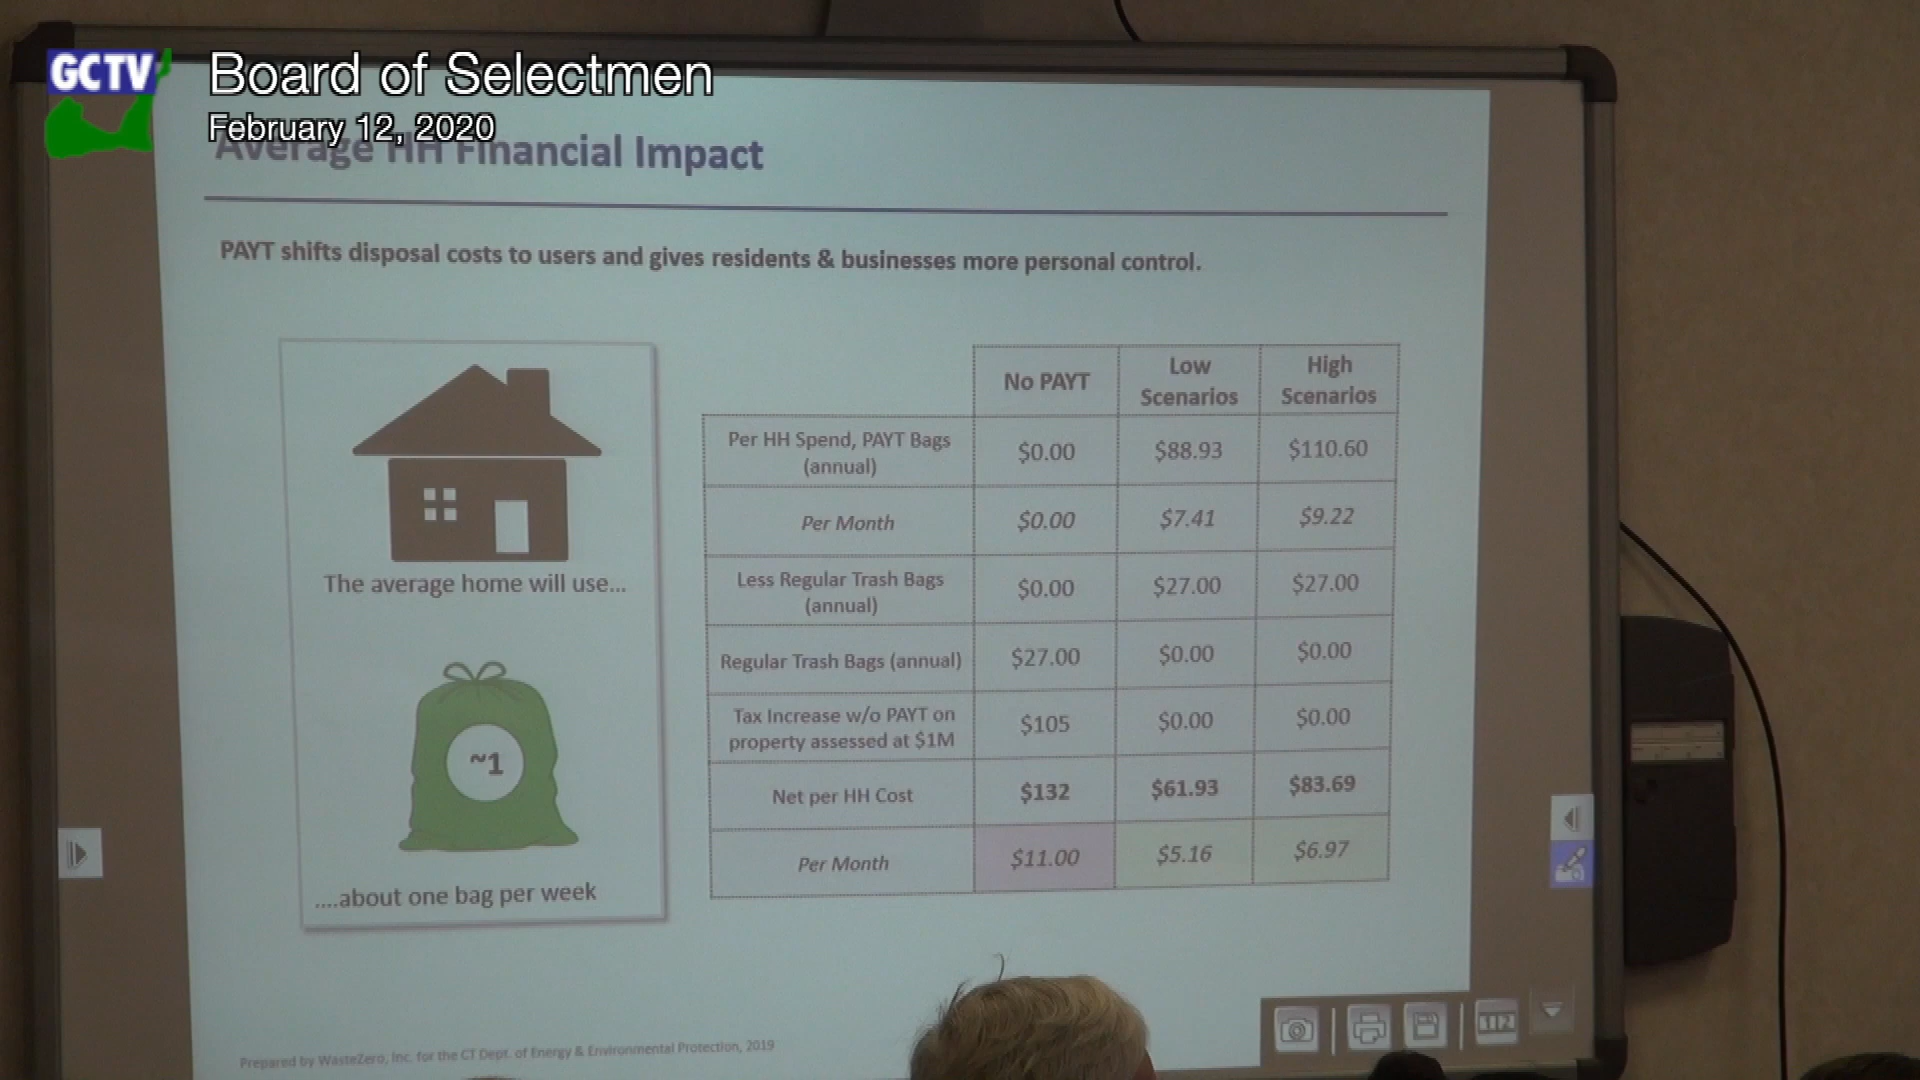 GCTV
Board of Selectmen
February 12, 2020
Average HH Financial Impact
PAYT shifts disposal costs to users and gives residents & businesses more personal control.
The average home will use...
~1
....about one bag per week
No PAYT
Low
Scenarios
High
Scenarios
Per HH Spend, PAYT Bags
(annual)
$0.00
$88.93
$110.60
Per Month
$0.00
$7.41
$9.22
Less Regular Trash Bags
(annual)
$0.00
$27.00
$27.00
Regular Trash Bags (annual)
$27.00
$0.00
$0.00
Tax Increase w/o PAYT on
property assessed at $1M
$105
$0.00
$0.00
Net per HH Cost
$132
$61.93
$83.69
Per Month
$11.00
$5.16
$6.97
Prepared by WasteZero, Inc. for the CT Dept. of Energy & Environmental Protection, 2019